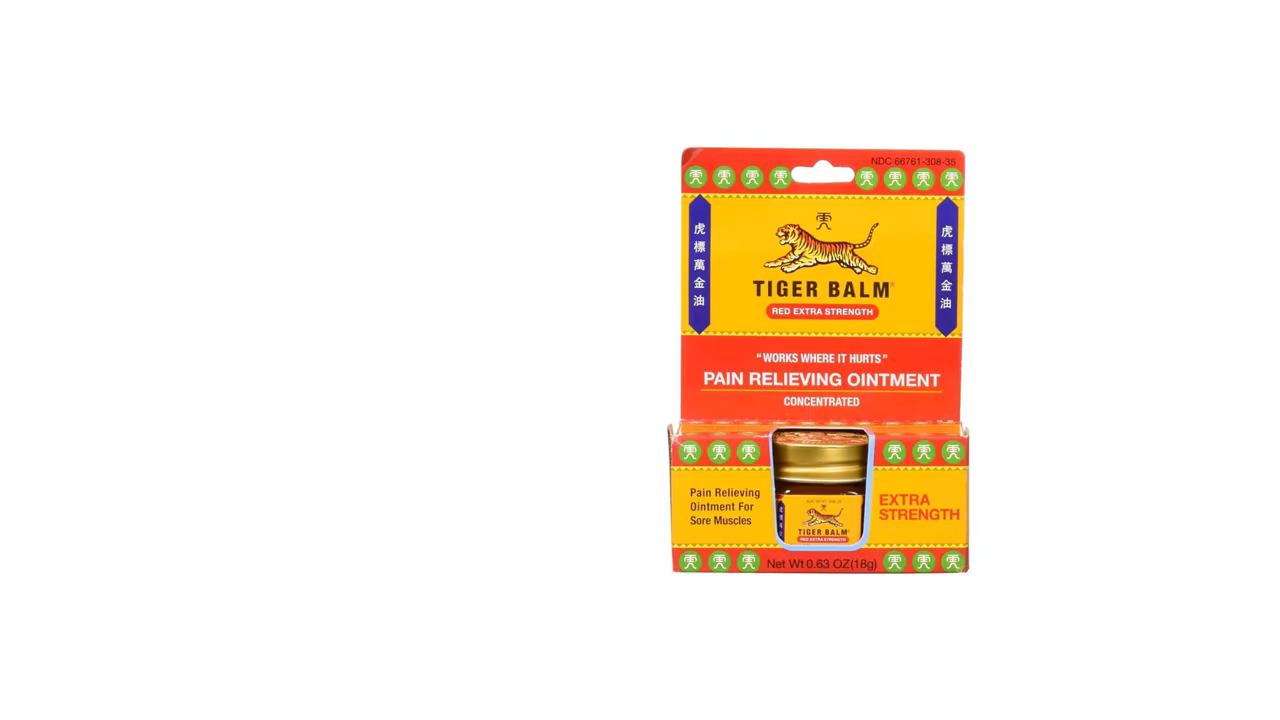 NDC 66761-308-35
虎標萬金油
虎標萬金油
TIGER BALM®
RED EXTRA STRENGTH
"WORKS WHERE IT HURTS"
PAIN RELIEVING OINTMENT
CONCENTRATED
Pain Relieving
Ointment For
Sore Muscles
TIGER BALM®
RED EXTRA STRENGTH
EXTRA
STRENGTH
Net Wt 0.63 OZ(18g)